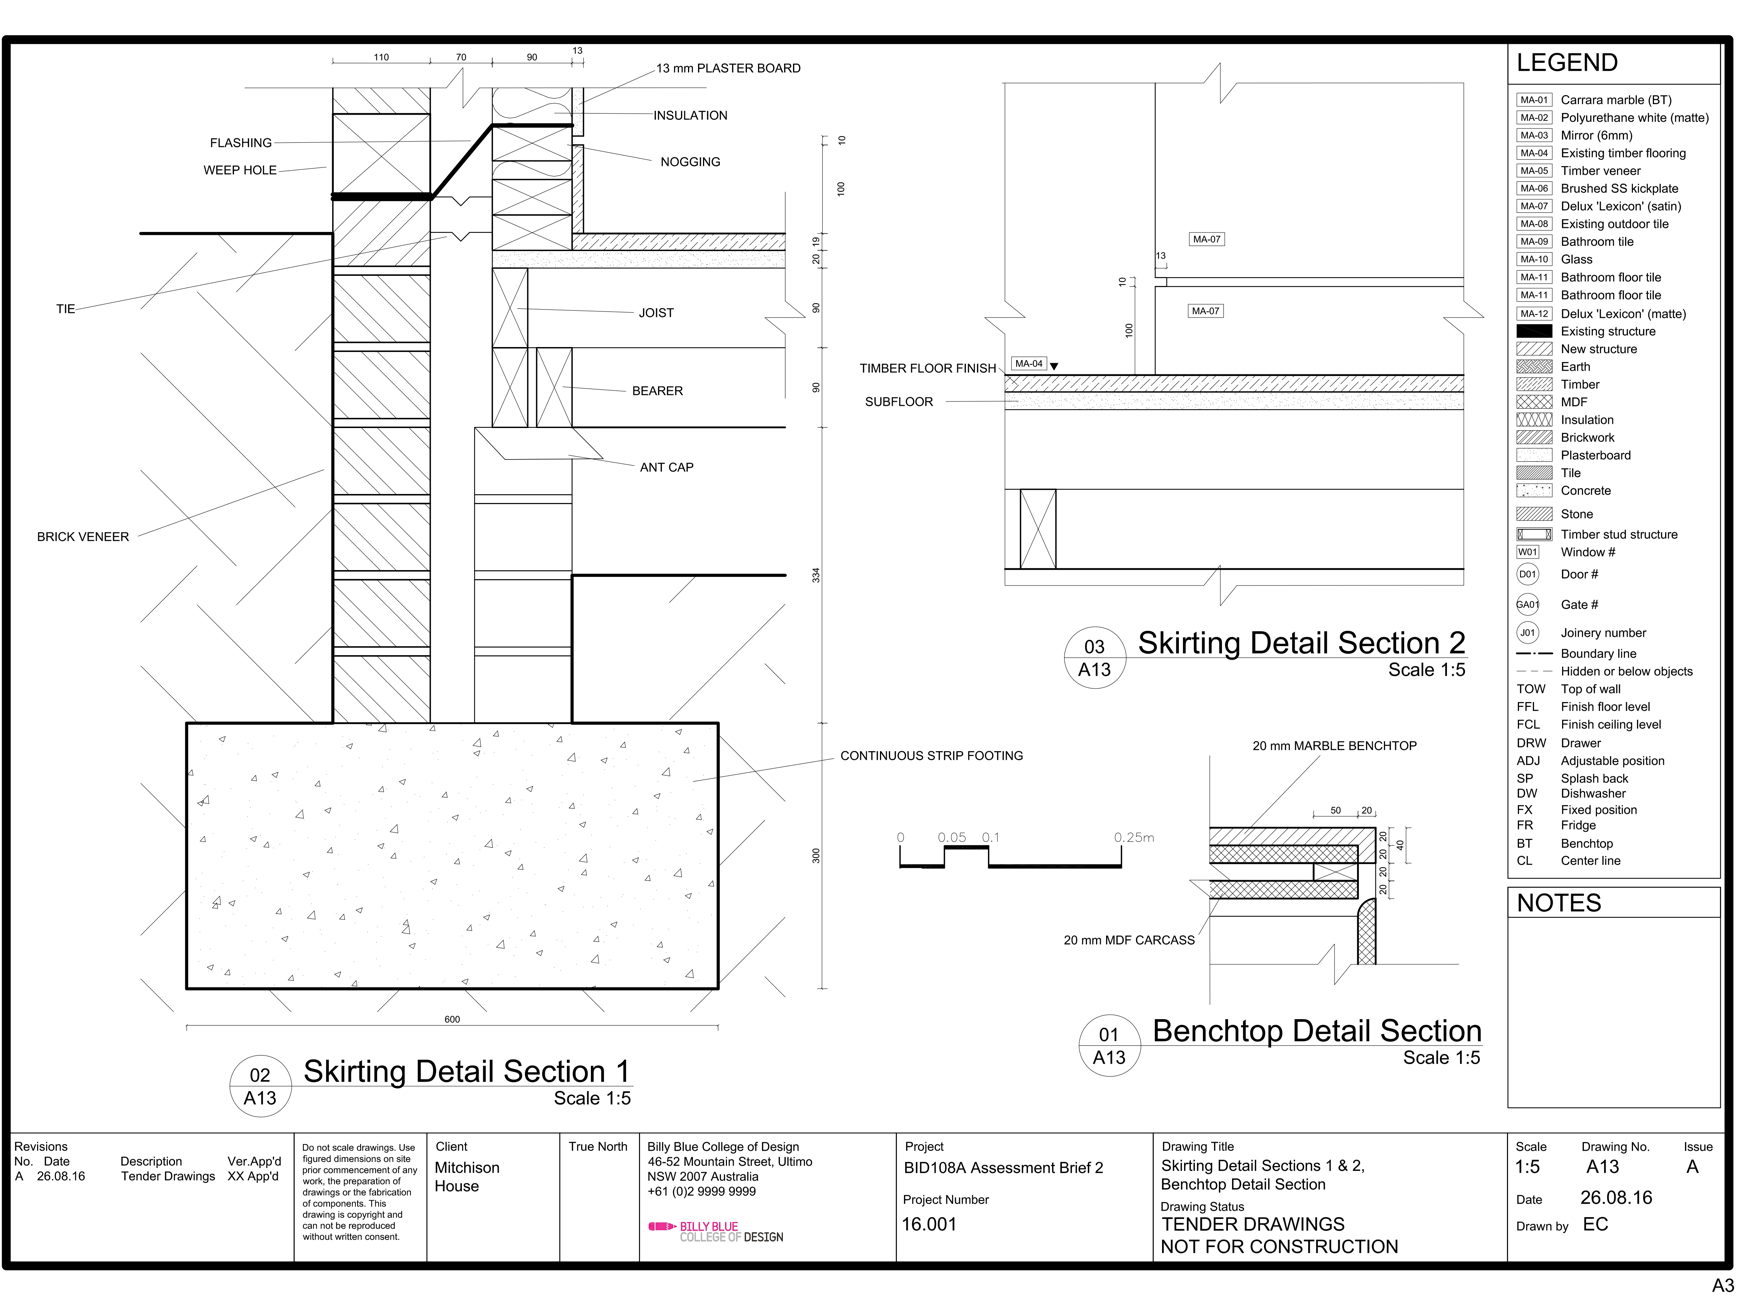 110
70
90
13
13 mm PLASTER BOARD
INSULATION
FLASHING
NOGGING
WEEP HOLE
10
100
19
20
90
90
334
300
TIE
JOIST
BEARER
ANT CAP
BRICK VENEER
CONTINUOUS STRIP FOOTING
600
02
A13
Skirting Detail Section 1
Scale 1:5
MA-07
13
10
MA-07
100
TIMBER FLOOR FINISH
MA-04
SUBFLOOR
03
A13
Skirting Detail Section 2
Scale 1:5
0 0.05 0.1 0.25m
20 mm MARBLE BENCHTOP
50
20
20
20
20
20
40
20 mm MDF CARCASS
01
A13
Benchtop Detail Section
Scale 1:5
LEGEND
MA-01 Carrara marble (BT)
MA-02 Polyurethane white (matte)
MA-03 Mirror (6mm)
MA-04 Existing timber flooring
MA-05 Timber veneer
MA-06 Brushed SS kickplate
MA-07 Delux 'Lexicon' (satin)
MA-08 Existing outdoor tile
MA-09 Bathroom tile
MA-10 Glass
MA-11 Bathroom floor tile
MA-11 Bathroom floor tile
MA-12 Delux 'Lexicon' (matte)
Existing structure
New structure
Earth
Timber
MDF
Insulation
Brickwork
Plasterboard
Tile
Concrete
Stone
Timber stud structure
W01 Window #
D01 Door #
GA01 Gate #
J01 Joinery number
Boundary line
Hidden or below objects
TOW Top of wall
FFL Finish floor level
FCL Finish ceiling level
DRW Drawer
ADJ Adjustable position
SP Splash back
DW Dishwasher
FX Fixed position
FR Fridge
BT Benchtop
CL Center line
NOTES
Revisions
No. Date Description Ver.App'd
A 26.08.16 Tender Drawings XX App'd
Do not scale drawings. Use
figured dimensions on site
prior commencement of any
work, the preparation of
drawings or the fabrication
of components. This
drawing is copyright and
can not be reproduced
without written consent.
Client
Mitchison
House
True North
Billy Blue College of Design
46-52 Mountain Street, Ultimo
NSW 2007 Australia
+61 (0)2 9999 9999
BILLY BLUE
COLLEGE OF DESIGN
Project
BID108A Assessment Brief 2
Project Number
16.001
Drawing Title
Skirting Detail Sections 1 & 2,
Benchtop Detail Section
Drawing Status
TENDER DRAWINGS
NOT FOR CONSTRUCTION
Scale Drawing No. Issue
1:5 A13 A
Date 26.08.16
Drawn by EC
A3